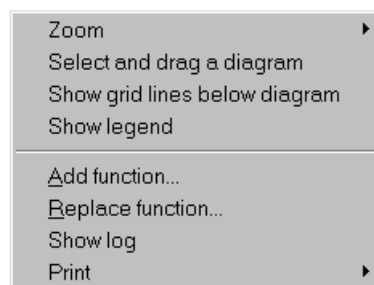 Zoom
Select and drag a diagram
Show grid lines below diagram
Show legend
Add function...
Replace function...
Show log
Print